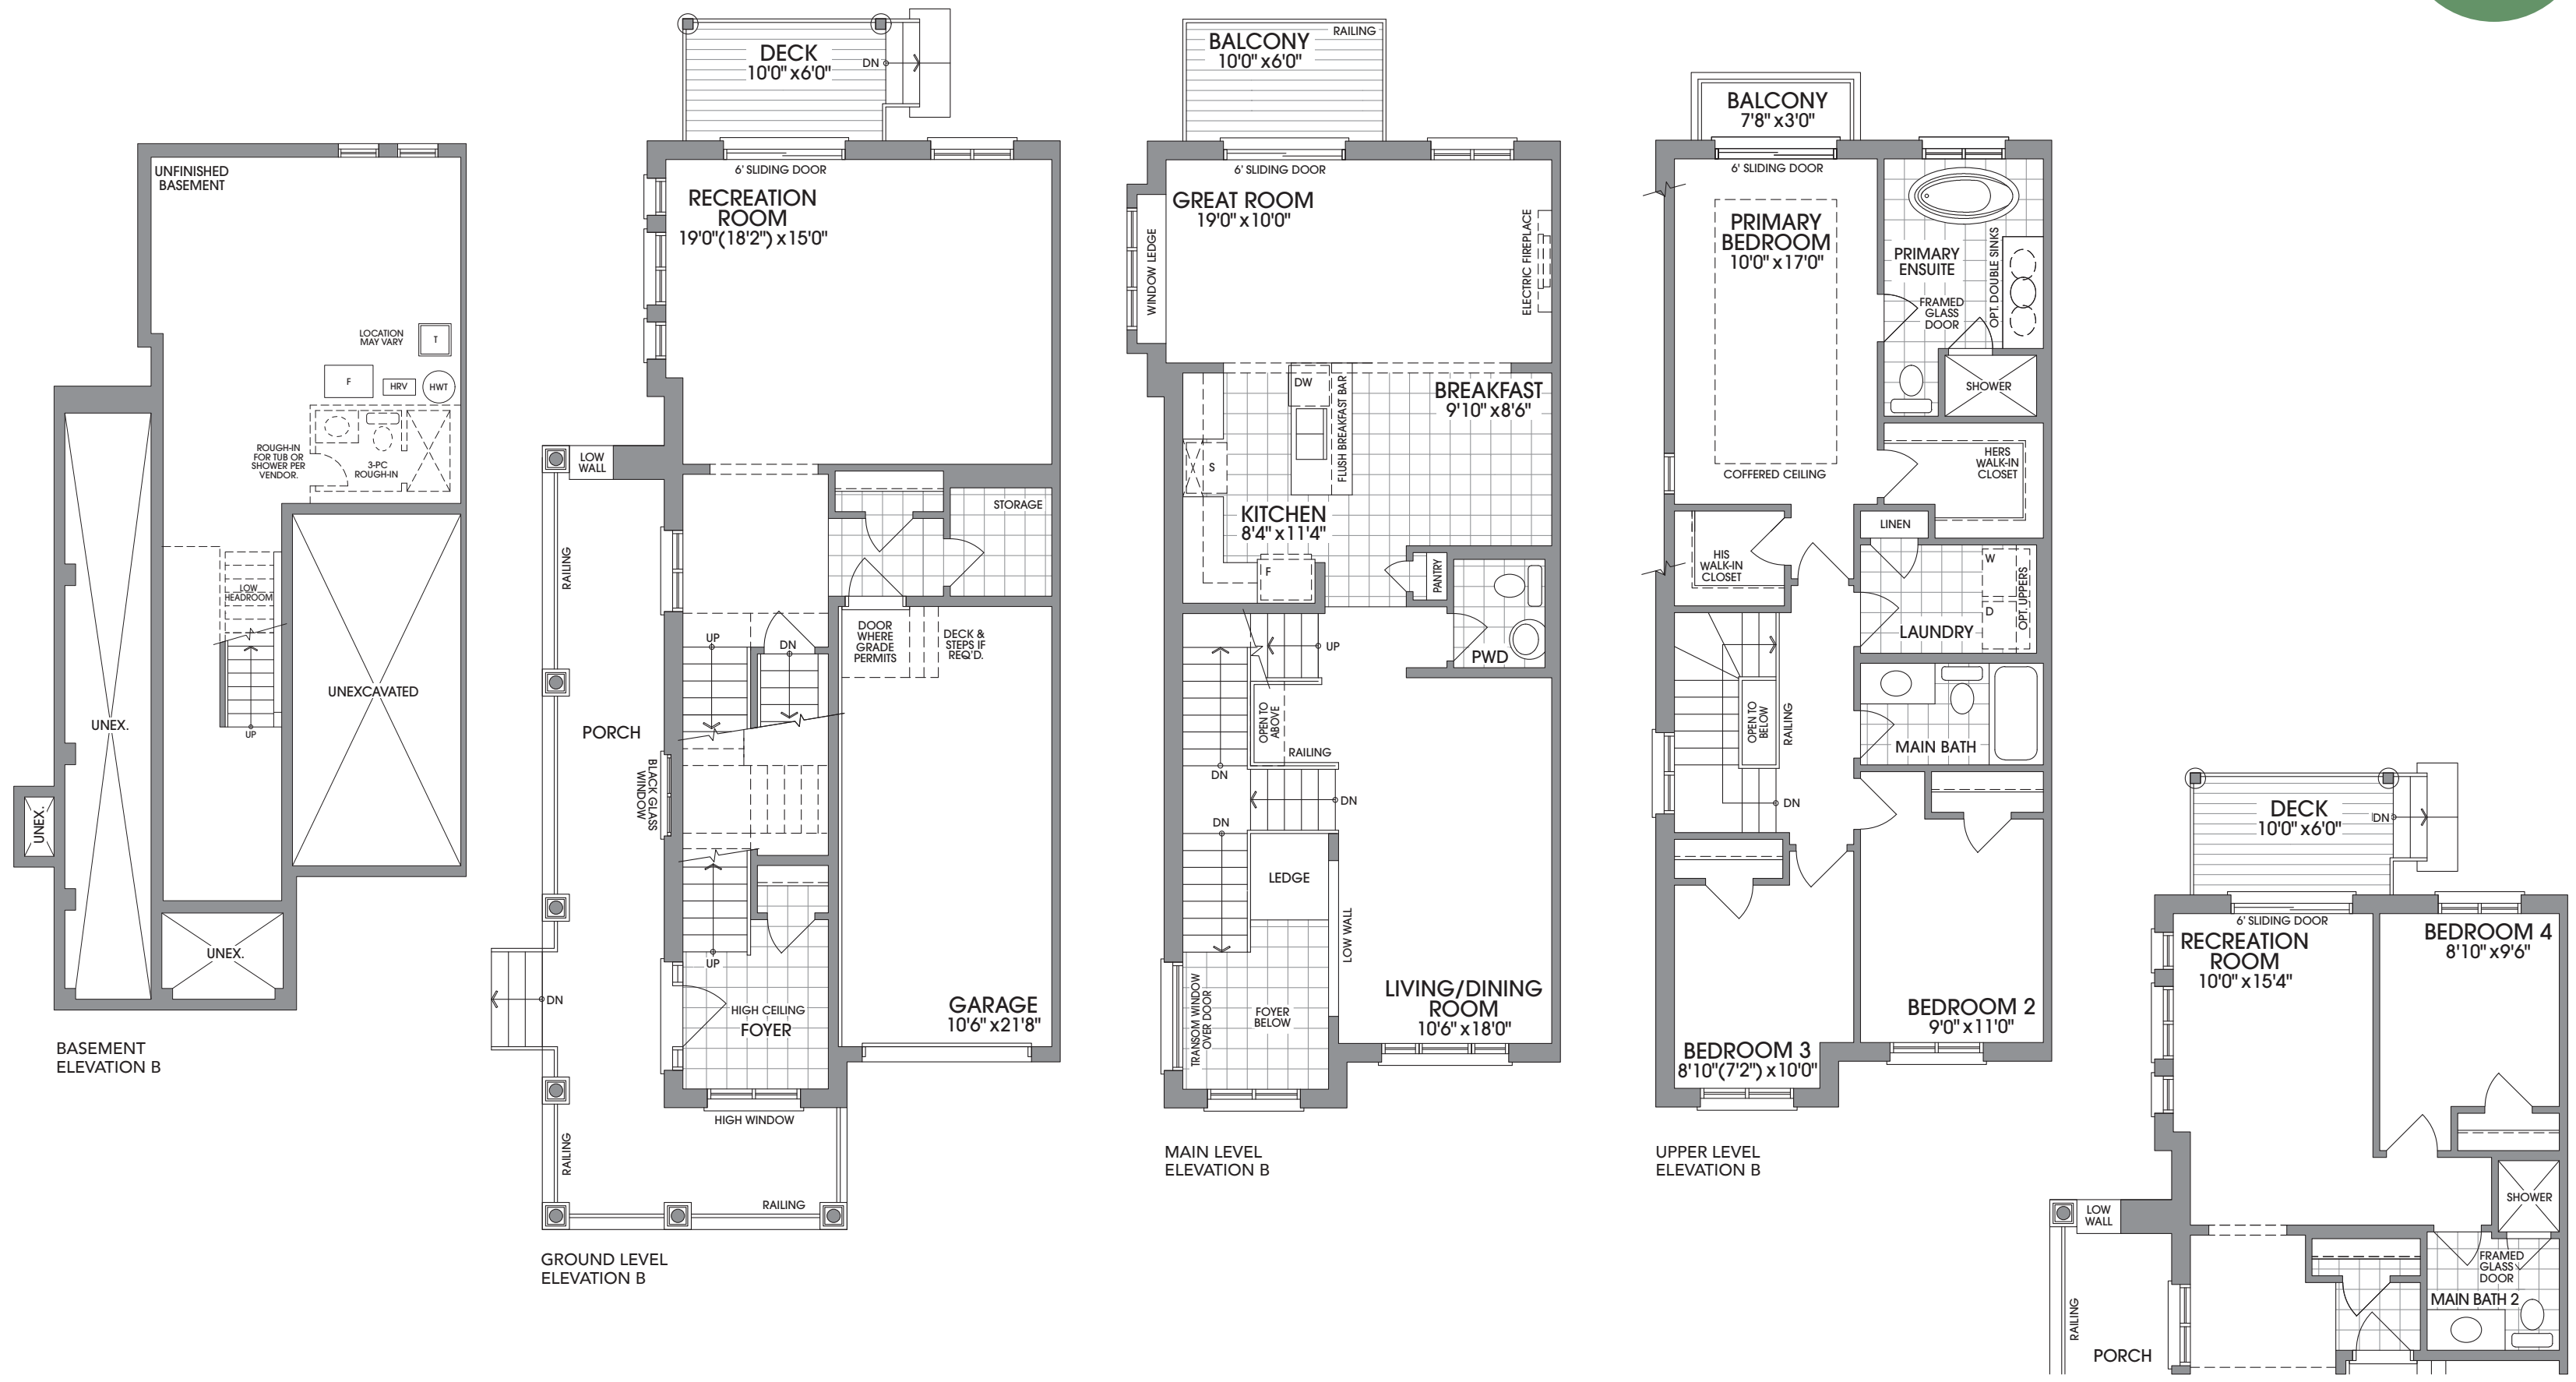 UNFINISHED
BASEMENT
LOCATION
MAY VARY
T
F
HRV
HWT
ROUGH-IN
FOR TUB OR
SHOWER PER
VENDOR.
3-PC
ROUGH-IN
LOW
HEADROOM
UP
UNEX.
UNEXCAVATED
UNEX.
UNEX.
BASEMENT
ELEVATION B
DECK
10'0" x6'0"
DN
6' SLIDING DOOR
RECREATION
ROOM
19'0"(18'2") x 15'0"
LOW
WALL
STORAGE
RAILING
UP
DN
DOOR
WHERE
GRADE
PERMITS
DECK &
STEPS IF
REQ'D.
PORCH
BLACK GLASS
WINDOW
UP
DN
HIGH CEILING
FOYER
GARAGE
10'6" x21'8"
HIGH WINDOW
RAILING
RAILING
GROUND LEVEL
ELEVATION B
BALCONY
10'0" x6'0"
RAILING
6' SLIDING DOOR
GREAT ROOM
19'0" x10'0"
WINDOW LEDGE
ELECTRIC FIREPLACE
DW
FLUSH BREAKFAST BAR
BREAKFAST
9'10" x8'6"
S
KITCHEN
8'4" x11'4"
F
PANTRY
UP
PWD
OPEN TO
ABOVE
RAILING
DN
DN
DN
LEDGE
LOW WALL
TRANSOM WINDOW
OVER DOOR
FOYER
BELOW
LIVING/DINING
ROOM
10'6" x18'0"
MAIN LEVEL
ELEVATION B
BALCONY
7'8" x3'0"
6' SLIDING DOOR
PRIMARY
BEDROOM
10'0" x17'0"
PRIMARY
ENSUITE
OPT. DOUBLE SINKS
FRAMED
GLASS
DOOR
SHOWER
COFFERED CEILING
HERS
WALK-IN
CLOSET
LINEN
HIS
WALK-IN
CLOSET
W
D
OPT. UPPERS
LAUNDRY
OPEN TO
BELOW
RAILING
MAIN BATH
DN
BEDROOM 2
9'0" x11'0"
BEDROOM 3
8'10"(7'2") x10'0"
UPPER LEVEL
ELEVATION B
DECK
10'0" x6'0"
DN
6' SLIDING DOOR
RECREATION
ROOM
10'0" x 15'4"
BEDROOM 4
8'10" x9'6"
SHOWER
LOW
WALL
FRAMED
GLASS
DOOR
MAIN BATH 2
RAILING
PORCH